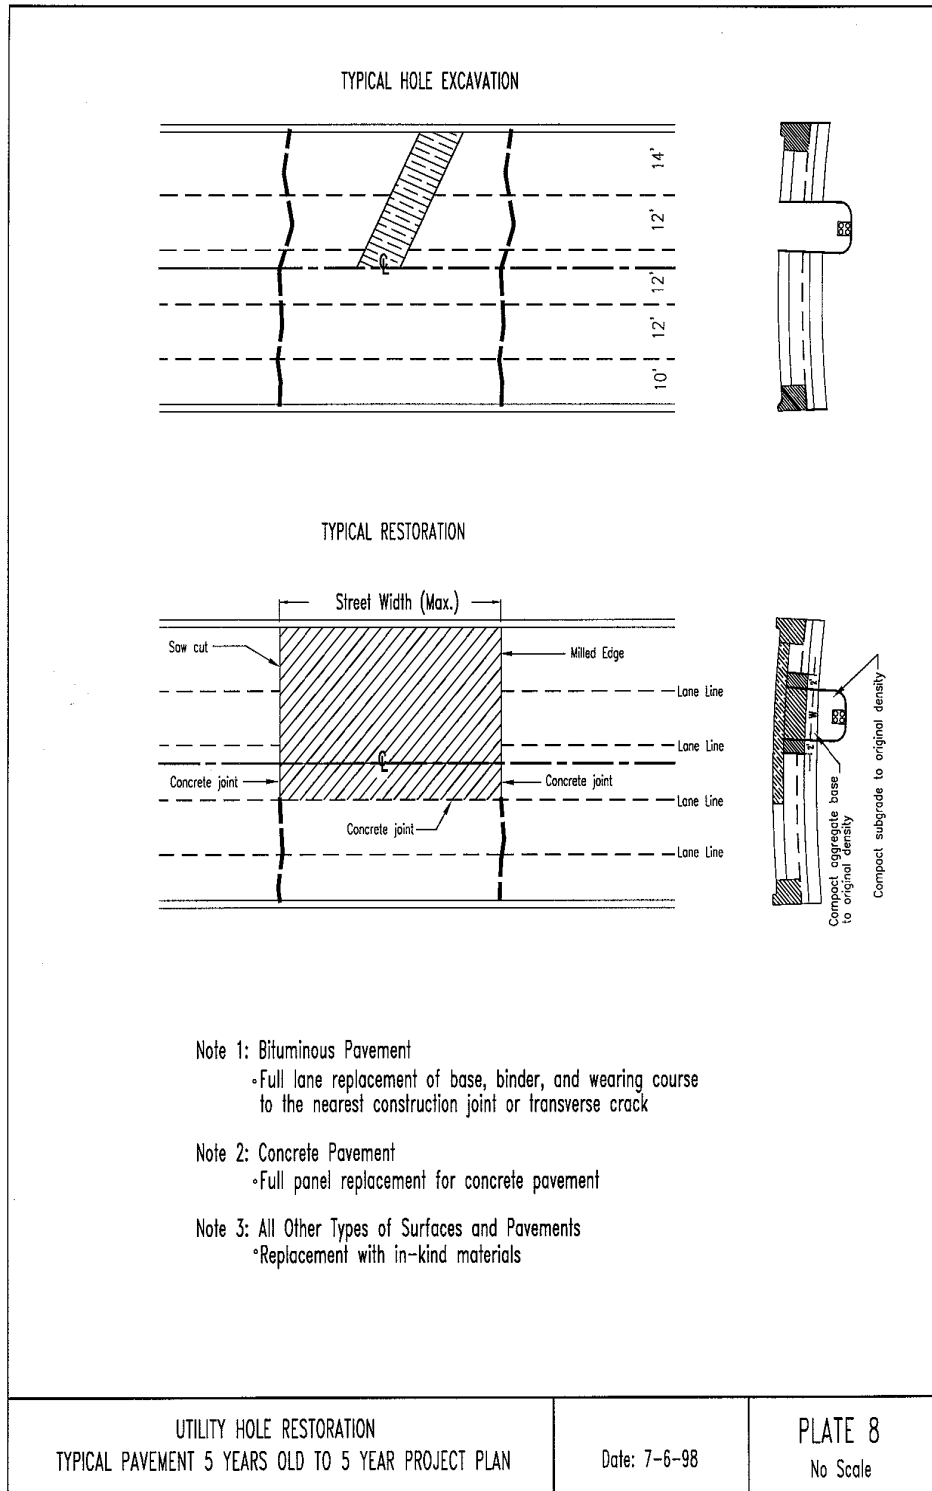 TYPICAL HOLE EXCAVATION
14'
12'
℄
12'
12'
10'
TYPICAL RESTORATION
Street Width (Max.)
Saw cut
Milled Edge
Lane Line
Lane Line
℄
Concrete joint
Concrete joint
Lane Line
Concrete joint
Lane Line
2'
W
2'
Compact aggregate base
to original density
Compact subgrade to original density
Note 1: Bituminous Pavement
◦Full lane replacement of base, binder, and wearing course
to the nearest construction joint or transverse crack
Note 2: Concrete Pavement
◦Full panel replacement for concrete pavement
Note 3: All Other Types of Surfaces and Pavements
◦Replacement with in-kind materials
UTILITY HOLE RESTORATION
TYPICAL PAVEMENT 5 YEARS OLD TO 5 YEAR PROJECT PLAN
Date: 7-6-98
PLATE 8
No Scale